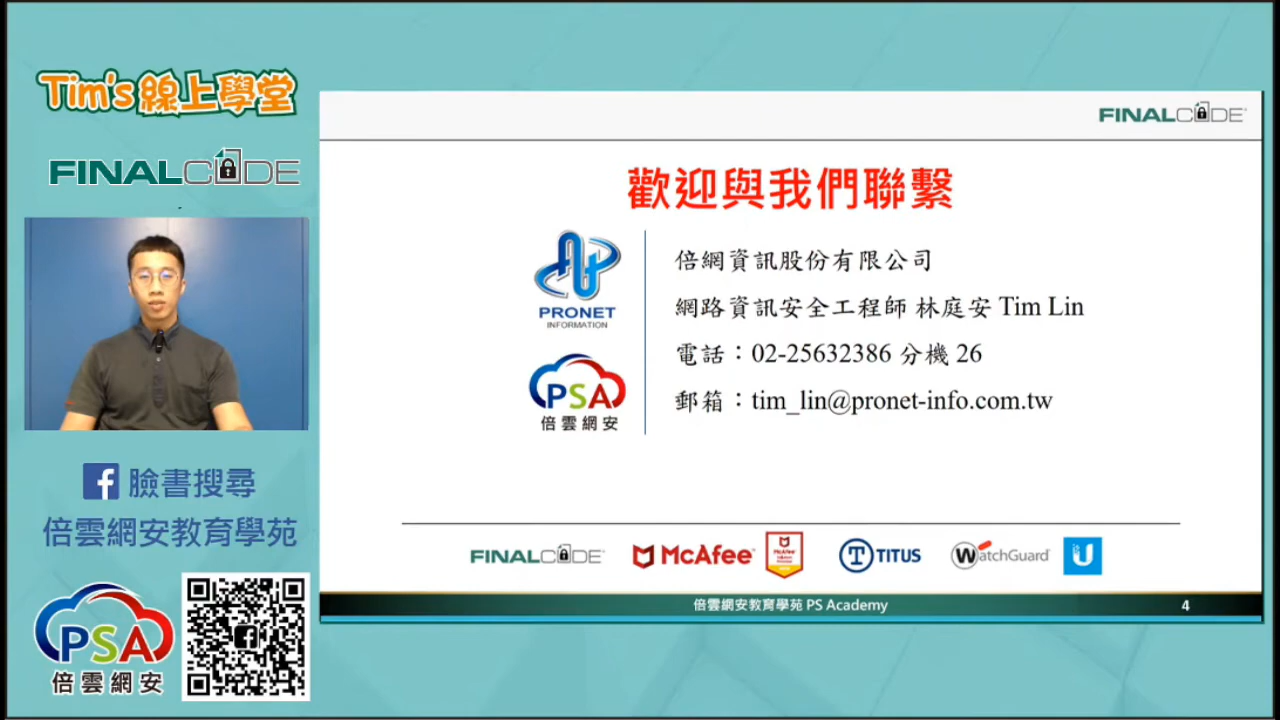 Tim's 線上學堂
FINALCODE
臉書搜尋
倍雲網安教育學苑
PSA
倍雲網安
FINALCODE
歡迎與我們聯繫
PRONET
INFORMATION
PSA
倍雲網安
倍網資訊股份有限公司
網路資訊安全工程師 林庭安 Tim Lin
電話：02-25632386 分機 26
郵箱：tim_lin@pronet-info.com.tw
FINALCODE McAfee McAfee TITUS WatchGuard U
倍雲網安教育學苑 PS Academy 4